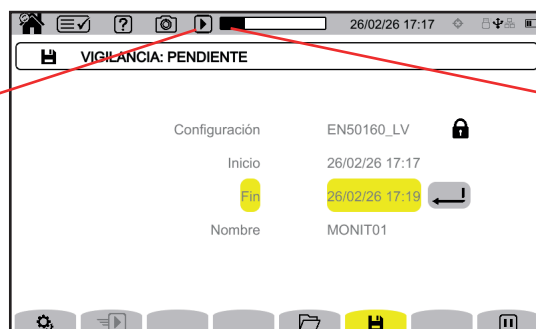 26/02/26 17:17
VIGILANCIA: PENDIENTE
Configuración EN50160_LV
Inicio 26/02/26 17:17
Fin 26/02/26 17:19
Nombre MONIT01